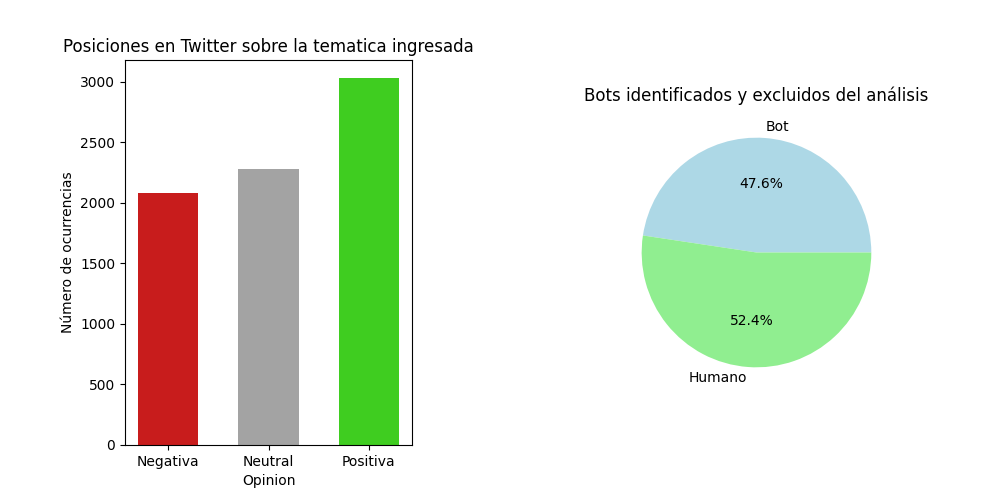 Posiciones en Twitter sobre la tematica ingresada
Número de ocurrencias
3000
2500
2000
1500
1000
500
0
Negativa
Neutral
Positiva
Opinion
Bots identificados y excluidos del análisis
Bot
47.6%
52.4%
Humano